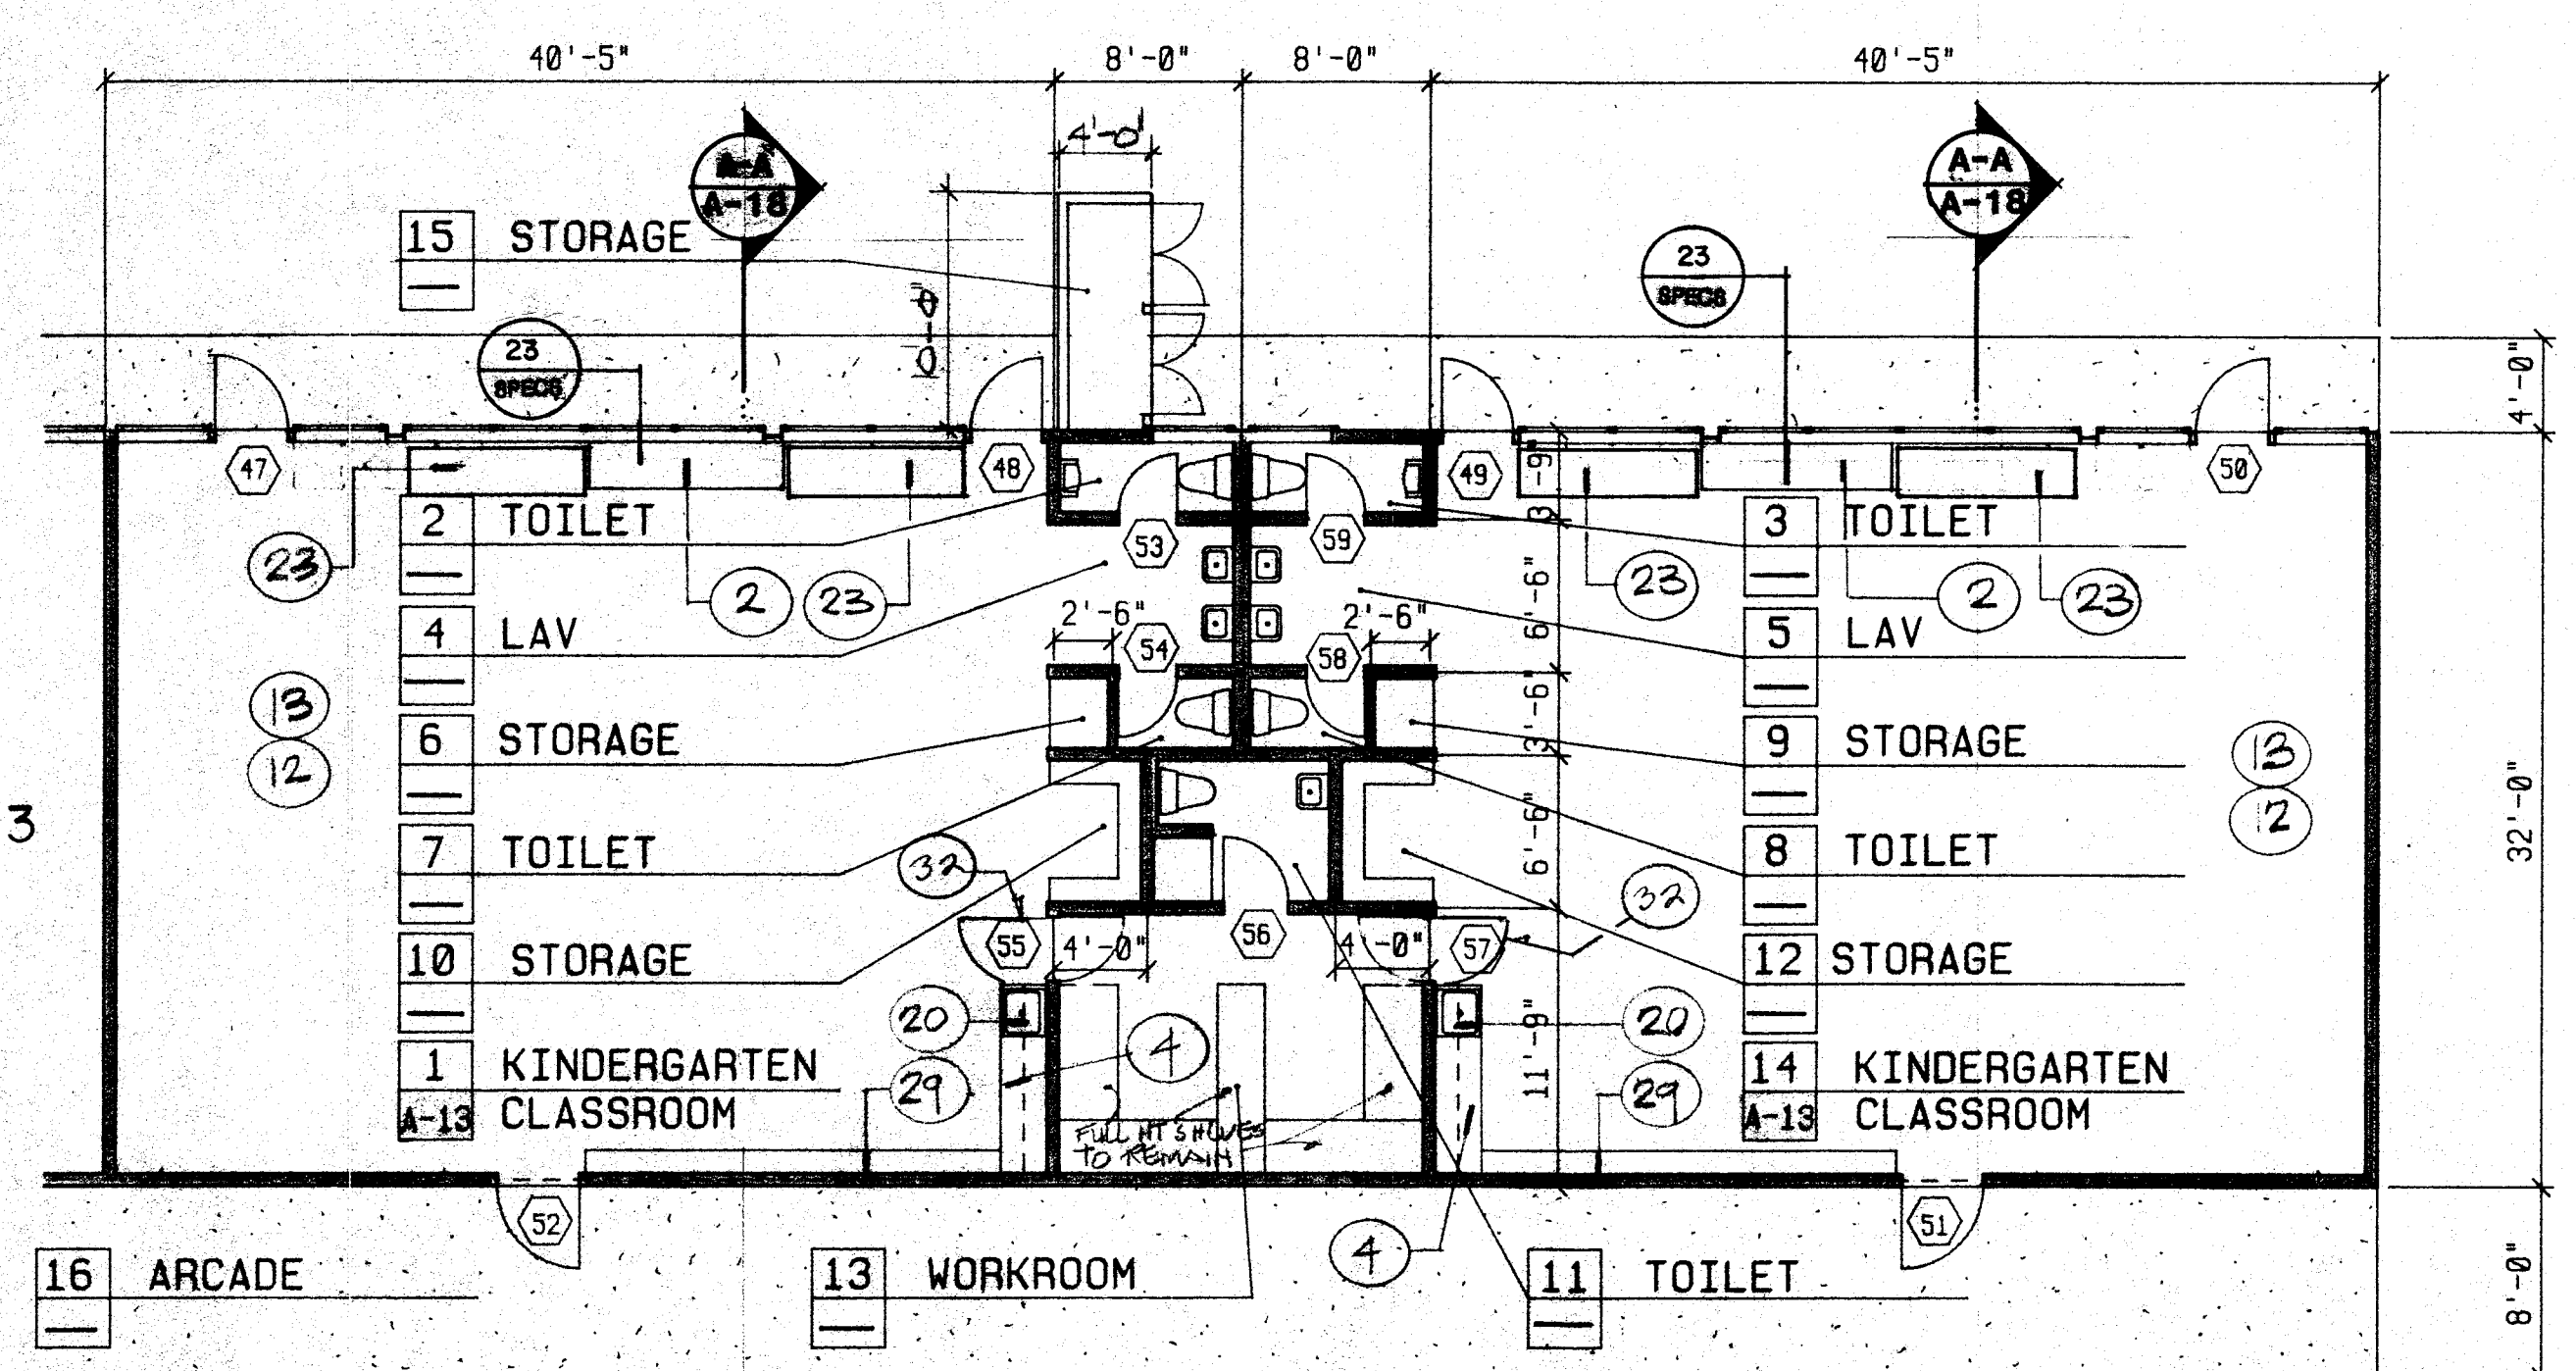 40'-5"
8'-0"
8'-0"
40'-5"
4'-0"
A-A
A-18
A-A
A-18
15 STORAGE
23
SPECS
23
SPECS
4'-0"
47
48
49
50
3'-9"
2 TOILET
3 TOILET
53
59
23
2
23
23
2
23
6'-6"
4 LAV
5 LAV
2'-6"
2'-6"
54
58
13
12
13
12
6 STORAGE
9 STORAGE
3'-6"
32'-0"
3
7 TOILET
8 TOILET
32
32
6'-6"
10 STORAGE
12 STORAGE
55
4'-0"
56
4 -0"
57
20
20
4
11'-9"
1 KINDERGARTEN
A-13 CLASSROOM
14 KINDERGARTEN
A-13 CLASSROOM
29
29
FULL HT SHLVES
TO REMAIN
52
51
4
16 ARCADE
13 WORKROOM
11 TOILET
8'-0"